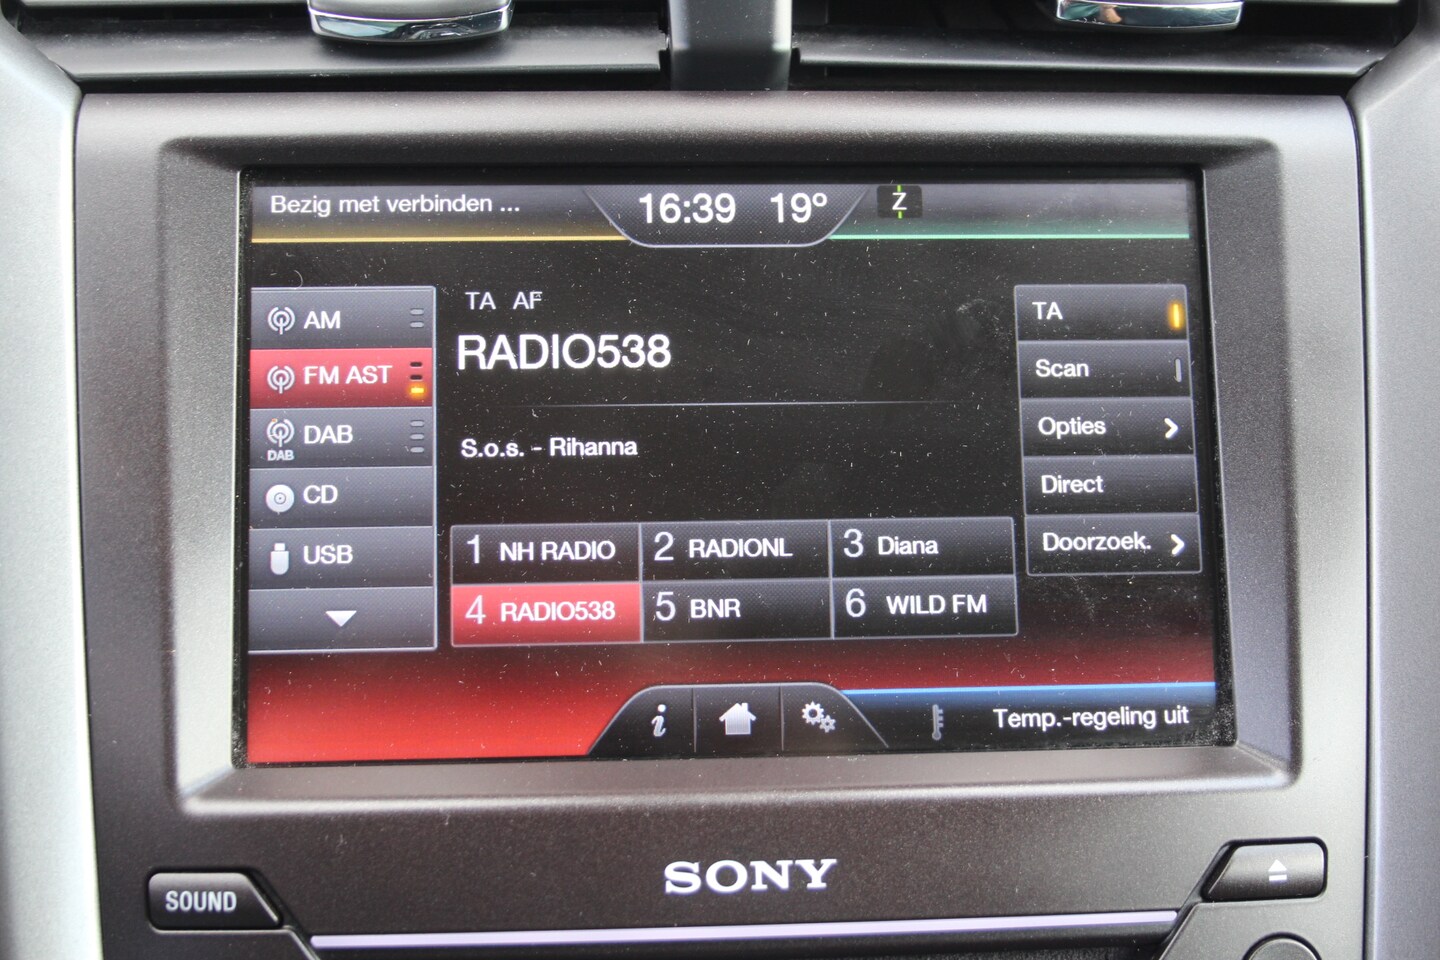 Bezig met verbinden ...
16:39 19º
Z
AM
FM AST
DAB
DAB
CD
USB
TA AF
RADIO538
S.o.s. - Rihanna
1 NH RADIO
2 RADIONL
3 Diana
4 RADIO538
5 BNR
6 WILD FM
TA
Scan
Opties
Direct
Doorzoek.
i
Temp.-regeling uit
SONY
SOUND